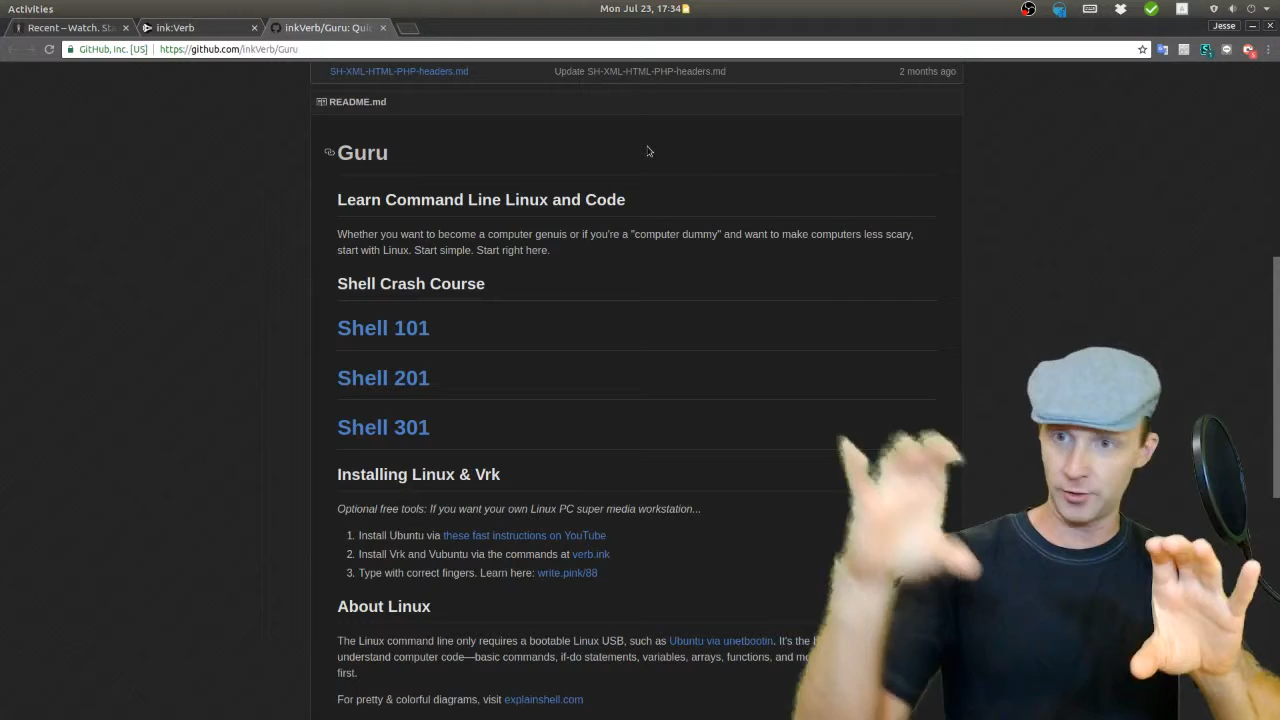 Activities
Mon Jul 23, 17:34
Recent – Watch. Sta
ink:Verb
inkVerb/Guru: Quic
Jesse
GitHub, Inc. [US]
https://github.com/inkVerb/Guru
SH-XML-HTML-PHP-headers.md
Update SH-XML-HTML-PHP-headers.md
2 months ago
README.md
Guru
Learn Command Line Linux and Code
Whether you want to become a computer genuis or if you're a "computer dummy" and want to make computers less scary,
start with Linux. Start simple. Start right here.
Shell Crash Course
Shell 101
Shell 201
Shell 301
Installing Linux & Vrk
Optional free tools: If you want your own Linux PC super media workstation...
1. Install Ubuntu via these fast instructions on YouTube
2. Install Vrk and Vubuntu via the commands at verb.ink
3. Type with correct fingers. Learn here: write.pink/88
About Linux
The Linux command line only requires a bootable Linux USB, such as Ubuntu via unetbootin. It's the
understand computer code—basic commands, if-do statements, variables, arrays, functions, and
first.
For pretty & colorful diagrams, visit explainshell.com